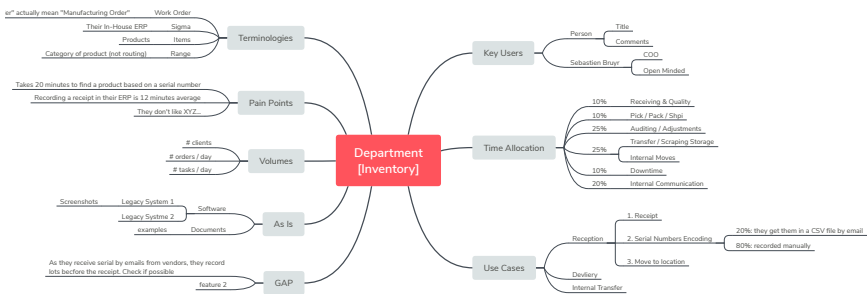 Department
[Inventory]
Terminologies
er" actually mean "Manufacturing Order"
Work Order
Their In-House ERP
Sigma
Products
Items
Category of product (not routing)
Range
Pain Points
Takes 20 minutes to find a product based on a serial number
Recording a receipt in their ERP is 12 minutes average
They don't like XYZ...
Volumes
# clients
# orders / day
# tasks / day
As Is
Software
Screenshots
Legacy System 1
Legacy Systme 2
examples
Documents
GAP
As they receive serial by emails from vendors, they record
lots becfore the receipt. Check if possible
feature 2
Key Users
Person
Title
Comments
Sebastien Bruyr
COO
Open Minded
Time Allocation
10%
Receiving & Quality
10%
Pick / Pack / Shpi
25%
Auditing / Adjustments
25%
Transfer / Scraping Storage
Internal Moves
10%
Downtime
20%
Internal Communication
Use Cases
Reception
1. Receipt
2. Serial Numbers Encoding
20%: they get them in a CSV file by email
80%: recorded manually
3. Move to location
Devliery
Internal Transfer